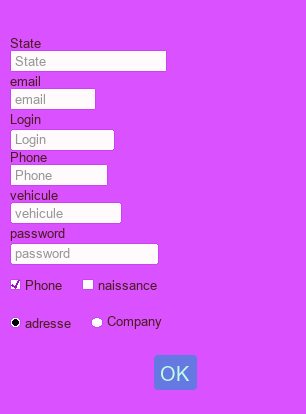 State
State
email
email
Login
Login
Phone
Phone
vehicule
vehicule
password
password
Phone naissance
adresse Company
OK